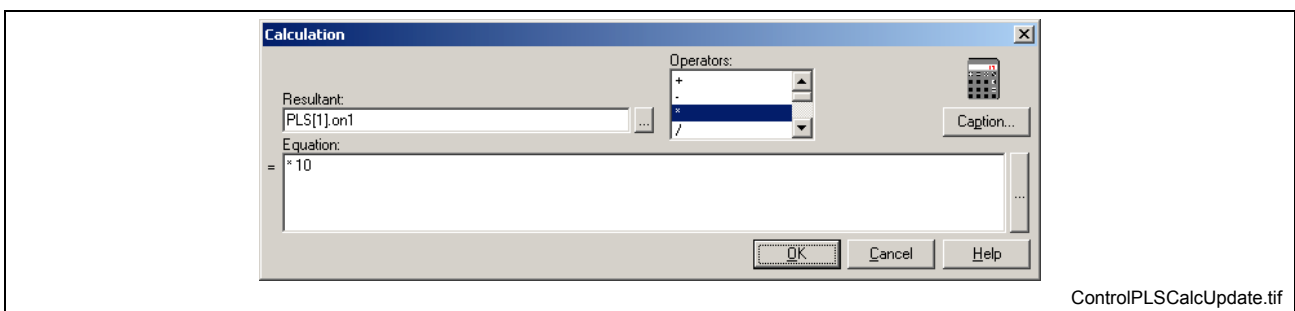 Calculation
Operators:
+
-
*
/
Resultant:
PLS[1].on1
...
Caption...
Equation:
= * 10
...
OK
Cancel
Help
ControlPLSCalcUpdate.tif